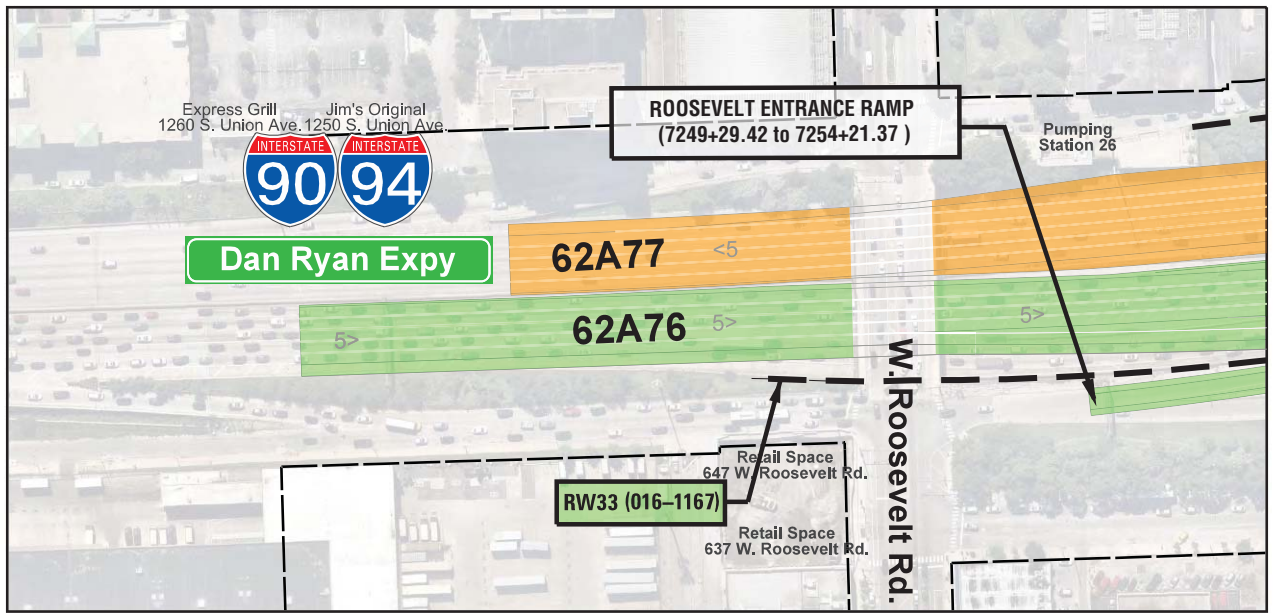 Express Grill
1260 S. Union Ave.
Jim's Original
1250 S. Union Ave
INTERSTATE
90
INTERSTATE
94
Dan Ryan Expy
ROOSEVELT ENTRANCE RAMP
(7249+29.42 to 7254+21.37 )
Pumping
Station 26
62A77
<5
62A76
5>
5>
5>
W. Roosevelt Rd.
Retail Space
647 W. Roosevelt Rd.
RW33 (016–1167)
Retail Space
637 W. Roosevelt Rd.